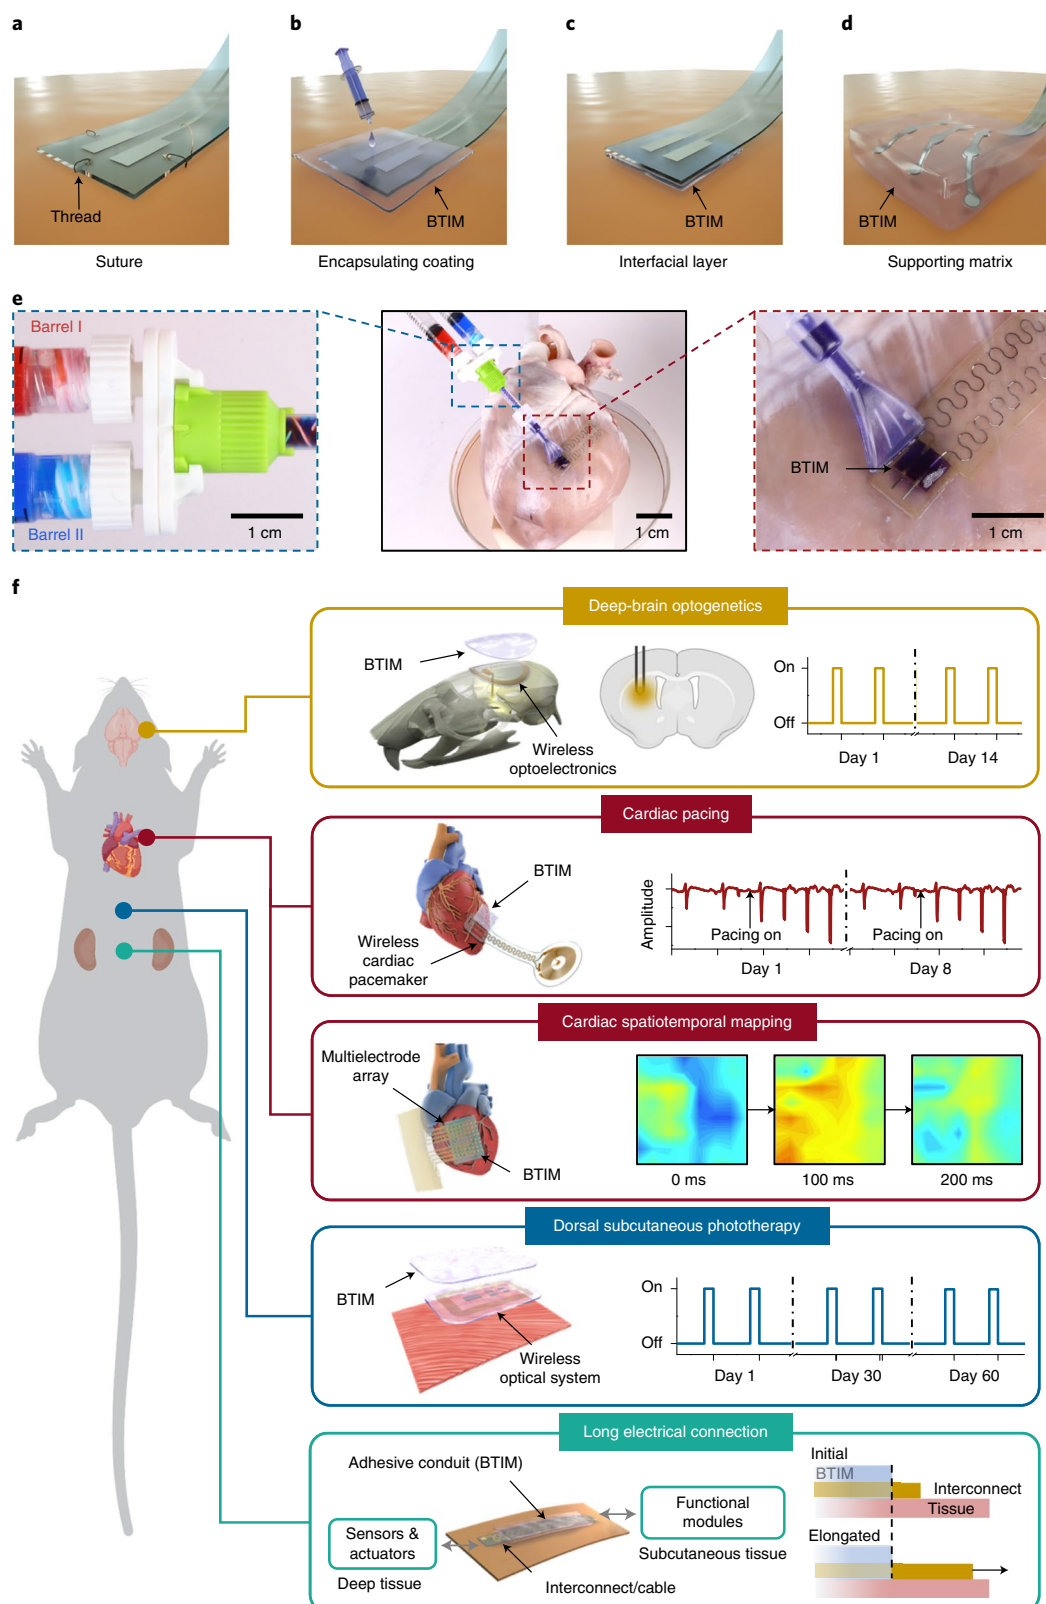 a
b
c
d
Thread
BTIM
BTIM
BTIM
Suture
Encapsulating coating
Interfacial layer
Supporting matrix
e
Barrel I
Barrel II
1 cm
1 cm
BTIM
1 cm
f
Deep-brain optogenetics
BTIM
Wireless
optoelectronics
On
Off
Day 1
Day 14
Cardiac pacing
BTIM
Wireless
cardiac
pacemaker
Amplitude
Pacing on
Pacing on
Day 1
Day 8
Cardiac spatiotemporal mapping
Multielectrode
array
BTIM
0 ms
100 ms
200 ms
Dorsal subcutaneous phototherapy
BTIM
Wireless
optical system
On
Off
Day 1
Day 30
Day 60
Long electrical connection
Adhesive conduit (BTIM)
Sensors &
actuators
Deep tissue
Functional
modules
Subcutaneous tissue
Interconnect/cable
Initial
BTIM
Interconnect
Tissue
Elongated